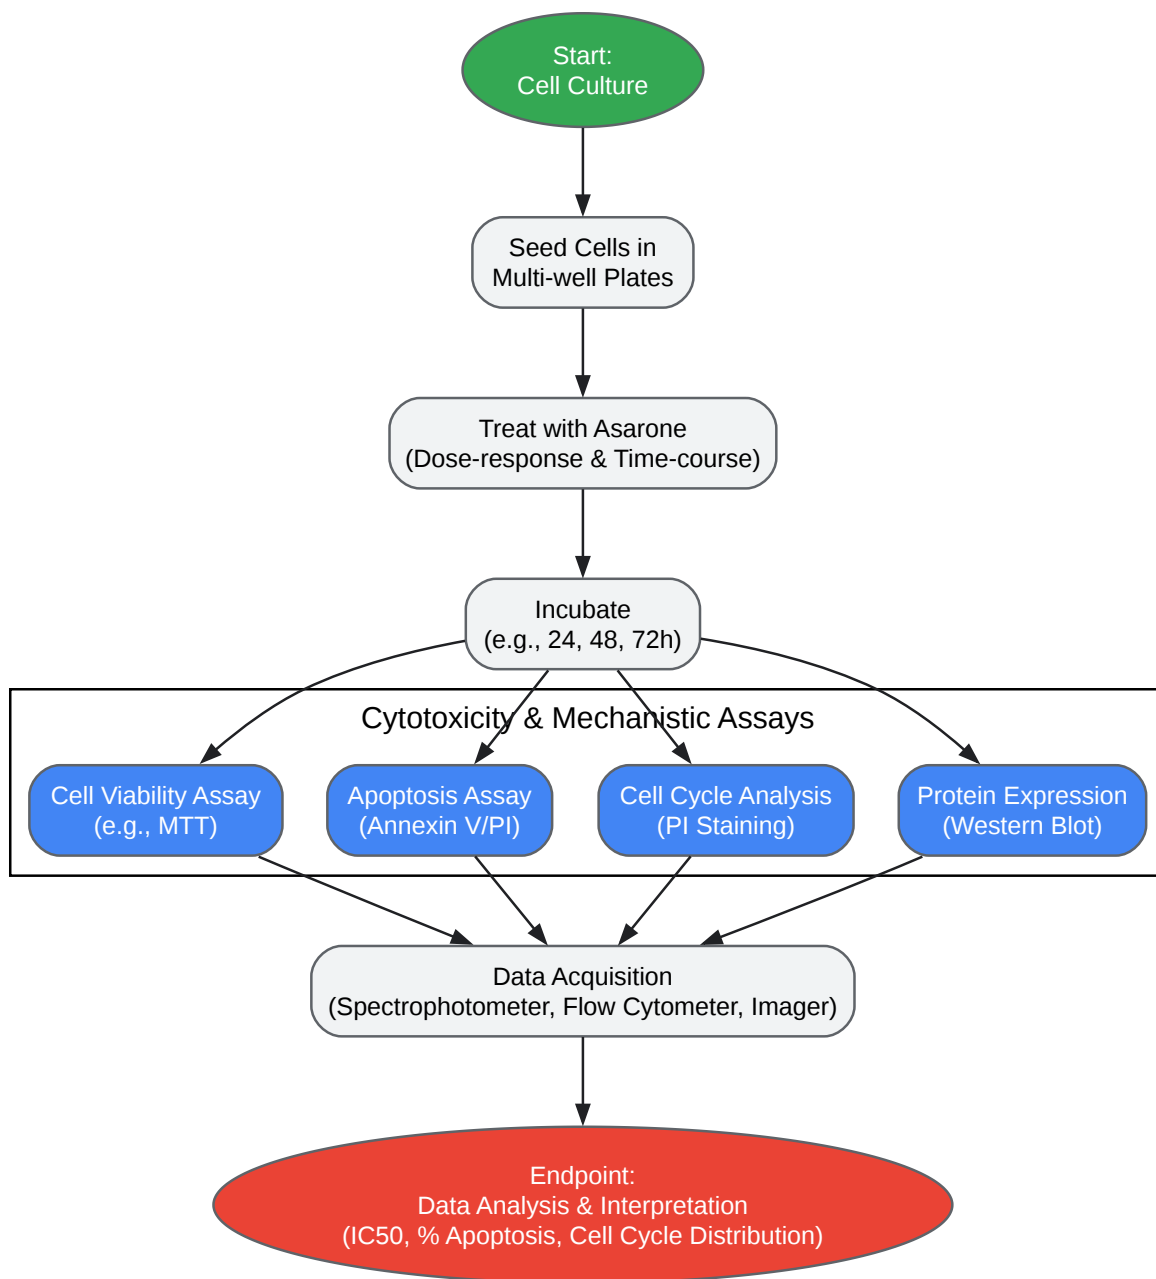 Start:
Cell Culture
Seed Cells in
Multi-well Plates
Treat with Asarone
(Dose-response & Time-course)
Incubate
(e.g., 24, 48, 72h)
Cytotoxicity & Mechanistic Assays
Cell Viability Assay
(e.g., MTT)
Apoptosis Assay
(Annexin V/PI)
Cell Cycle Analysis
(PI Staining)
Protein Expression
(Western Blot)
Data Acquisition
(Spectrophotometer, Flow Cytometer, Imager)
Endpoint:
Data Analysis & Interpretation
(IC50, % Apoptosis, Cell Cycle Distribution)